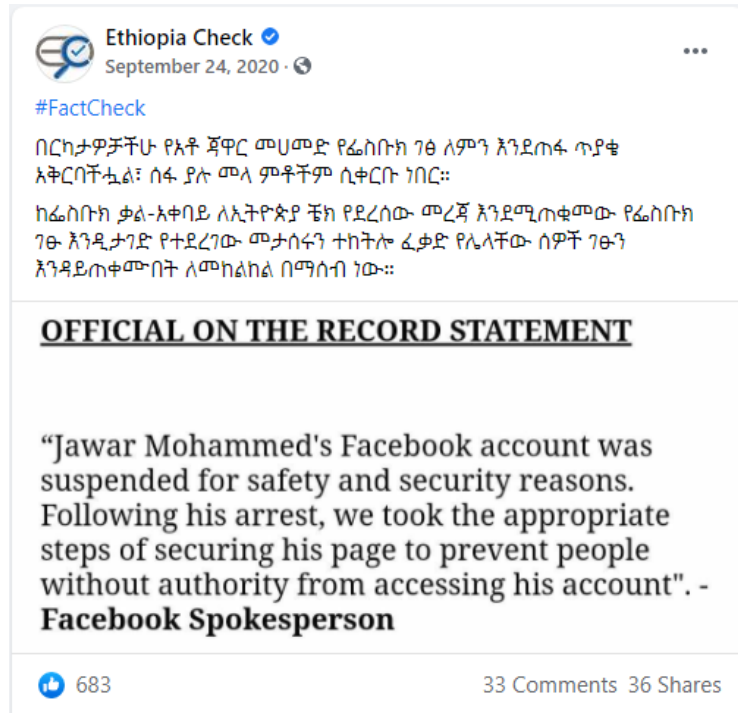 Ethiopia Check
September 24, 2020 ·
#FactCheck
በርካታዎቻችሁ የአቶ ጃዋር መሀመድ የፌስቡክ ገፅ ለምን እንደጠፋ ጥያቄ
አቅርባችኋል፣ ሰፋ ያሉ መላ ምቶችም ሲቀርቡ ነበር።
ከፌስቡክ ቃል-አቀባይ ለኢትዮጵያ ቼክ የደረሰው መረጃ እንደሚጠቁመው የፌስቡክ
ገፁ እንዲታገድ የተደረገው መታሰሩን ተከትሎ ፈቃድ የሌላቸው ሰዎች ገፁን
እንዳይጠቀሙበት ለመከልከል በማሰብ ነው።
OFFICIAL ON THE RECORD STATEMENT
“Jawar Mohammed's Facebook account was
suspended for safety and security reasons.
Following his arrest, we took the appropriate
steps of securing his page to prevent people
without authority from accessing his account". -
Facebook Spokesperson
683
33 Comments 36 Shares